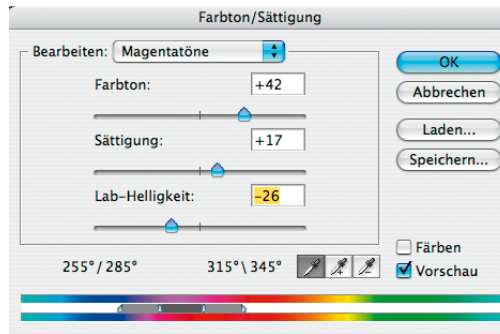 Farbton/Sättigung
Bearbeiten: Magentatöne
Farbton: +42
Sättigung: +17
Lab-Helligkeit: -26
OK
Abbrechen
Laden...
Speichern...
Färben
Vorschau
255°/285° 315°\345°